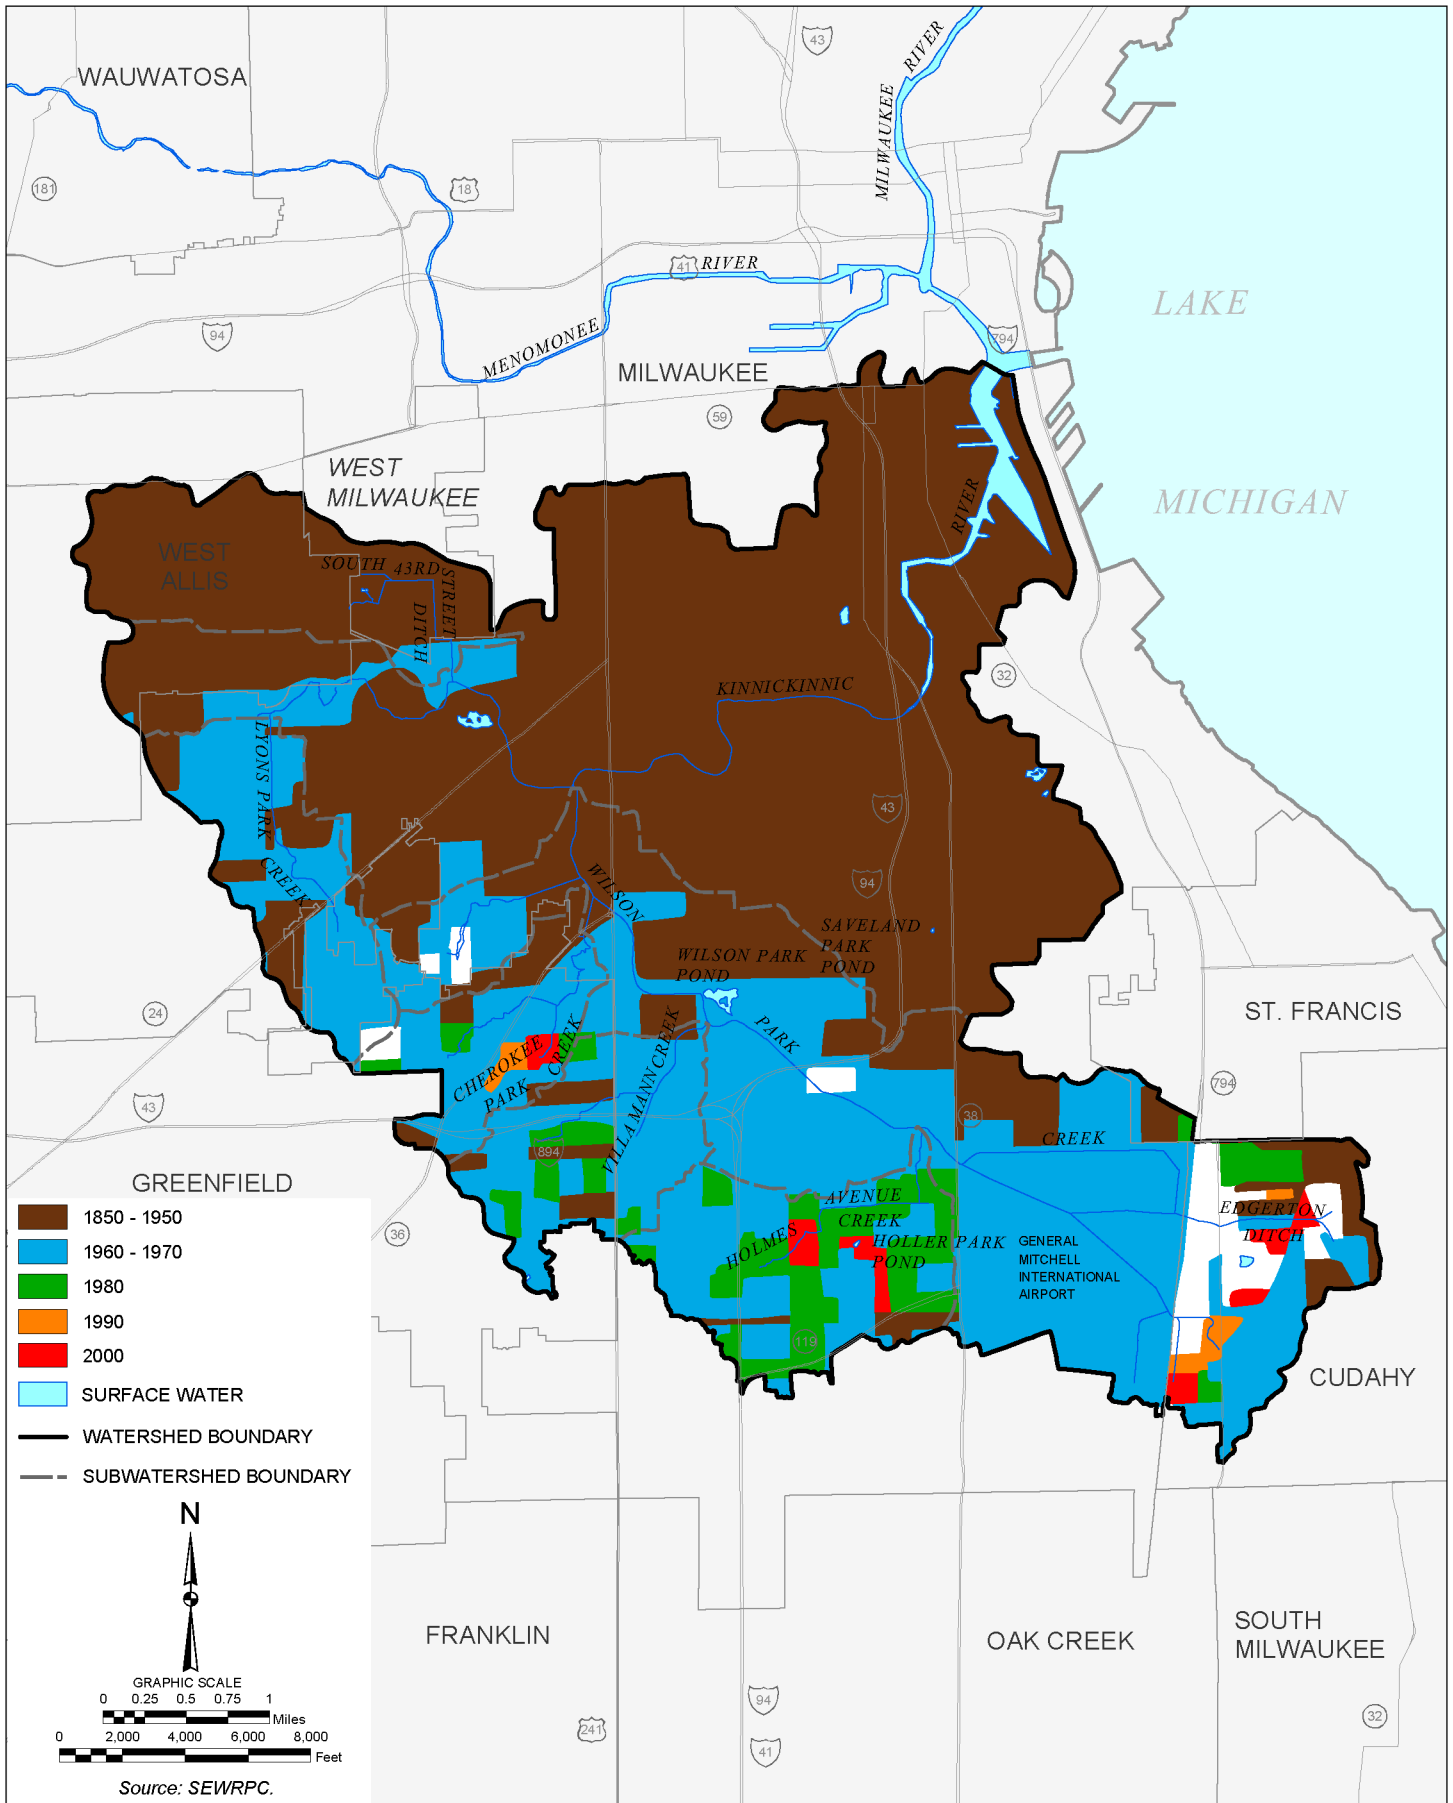 WAUWATOSA
43
MILWAUKEE RIVER
181
18
41
RIVER
94
MENOMONEE
794
LAKE
MICHIGAN
MILWAUKEE
59
WEST
MILWAUKEE
WEST
ALLIS
SOUTH 43RD
STREET
DITCH
RIVER
32
KINNICKINNIC
LYONS PARK
CREEK
43
94
WILSON
SAVELAND
PARK
POND
WILSON PARK
POND
24
ST. FRANCIS
PARK
CHEROKEE
PARK
CREEK
VILLA MANN CREEK
794
43
38
CREEK
894
GREENFIELD
36
AVENUE
CREEK
HOLMES
HOLLER PARK
POND
GENERAL
MITCHELL
INTERNATIONAL
AIRPORT
EDGERTON
DITCH
119
CUDAHY
1850 - 1950
1960 - 1970
1980
1990
2000
SURFACE WATER
WATERSHED BOUNDARY
SUBWATERSHED BOUNDARY
N
GRAPHIC SCALE
0 0.25 0.5 0.75 1
Miles
0 2,000 4,000 6,000 8,000
Feet
Source: SEWRPC.
FRANKLIN
OAK CREEK
SOUTH
MILWAUKEE
94
241
41
32